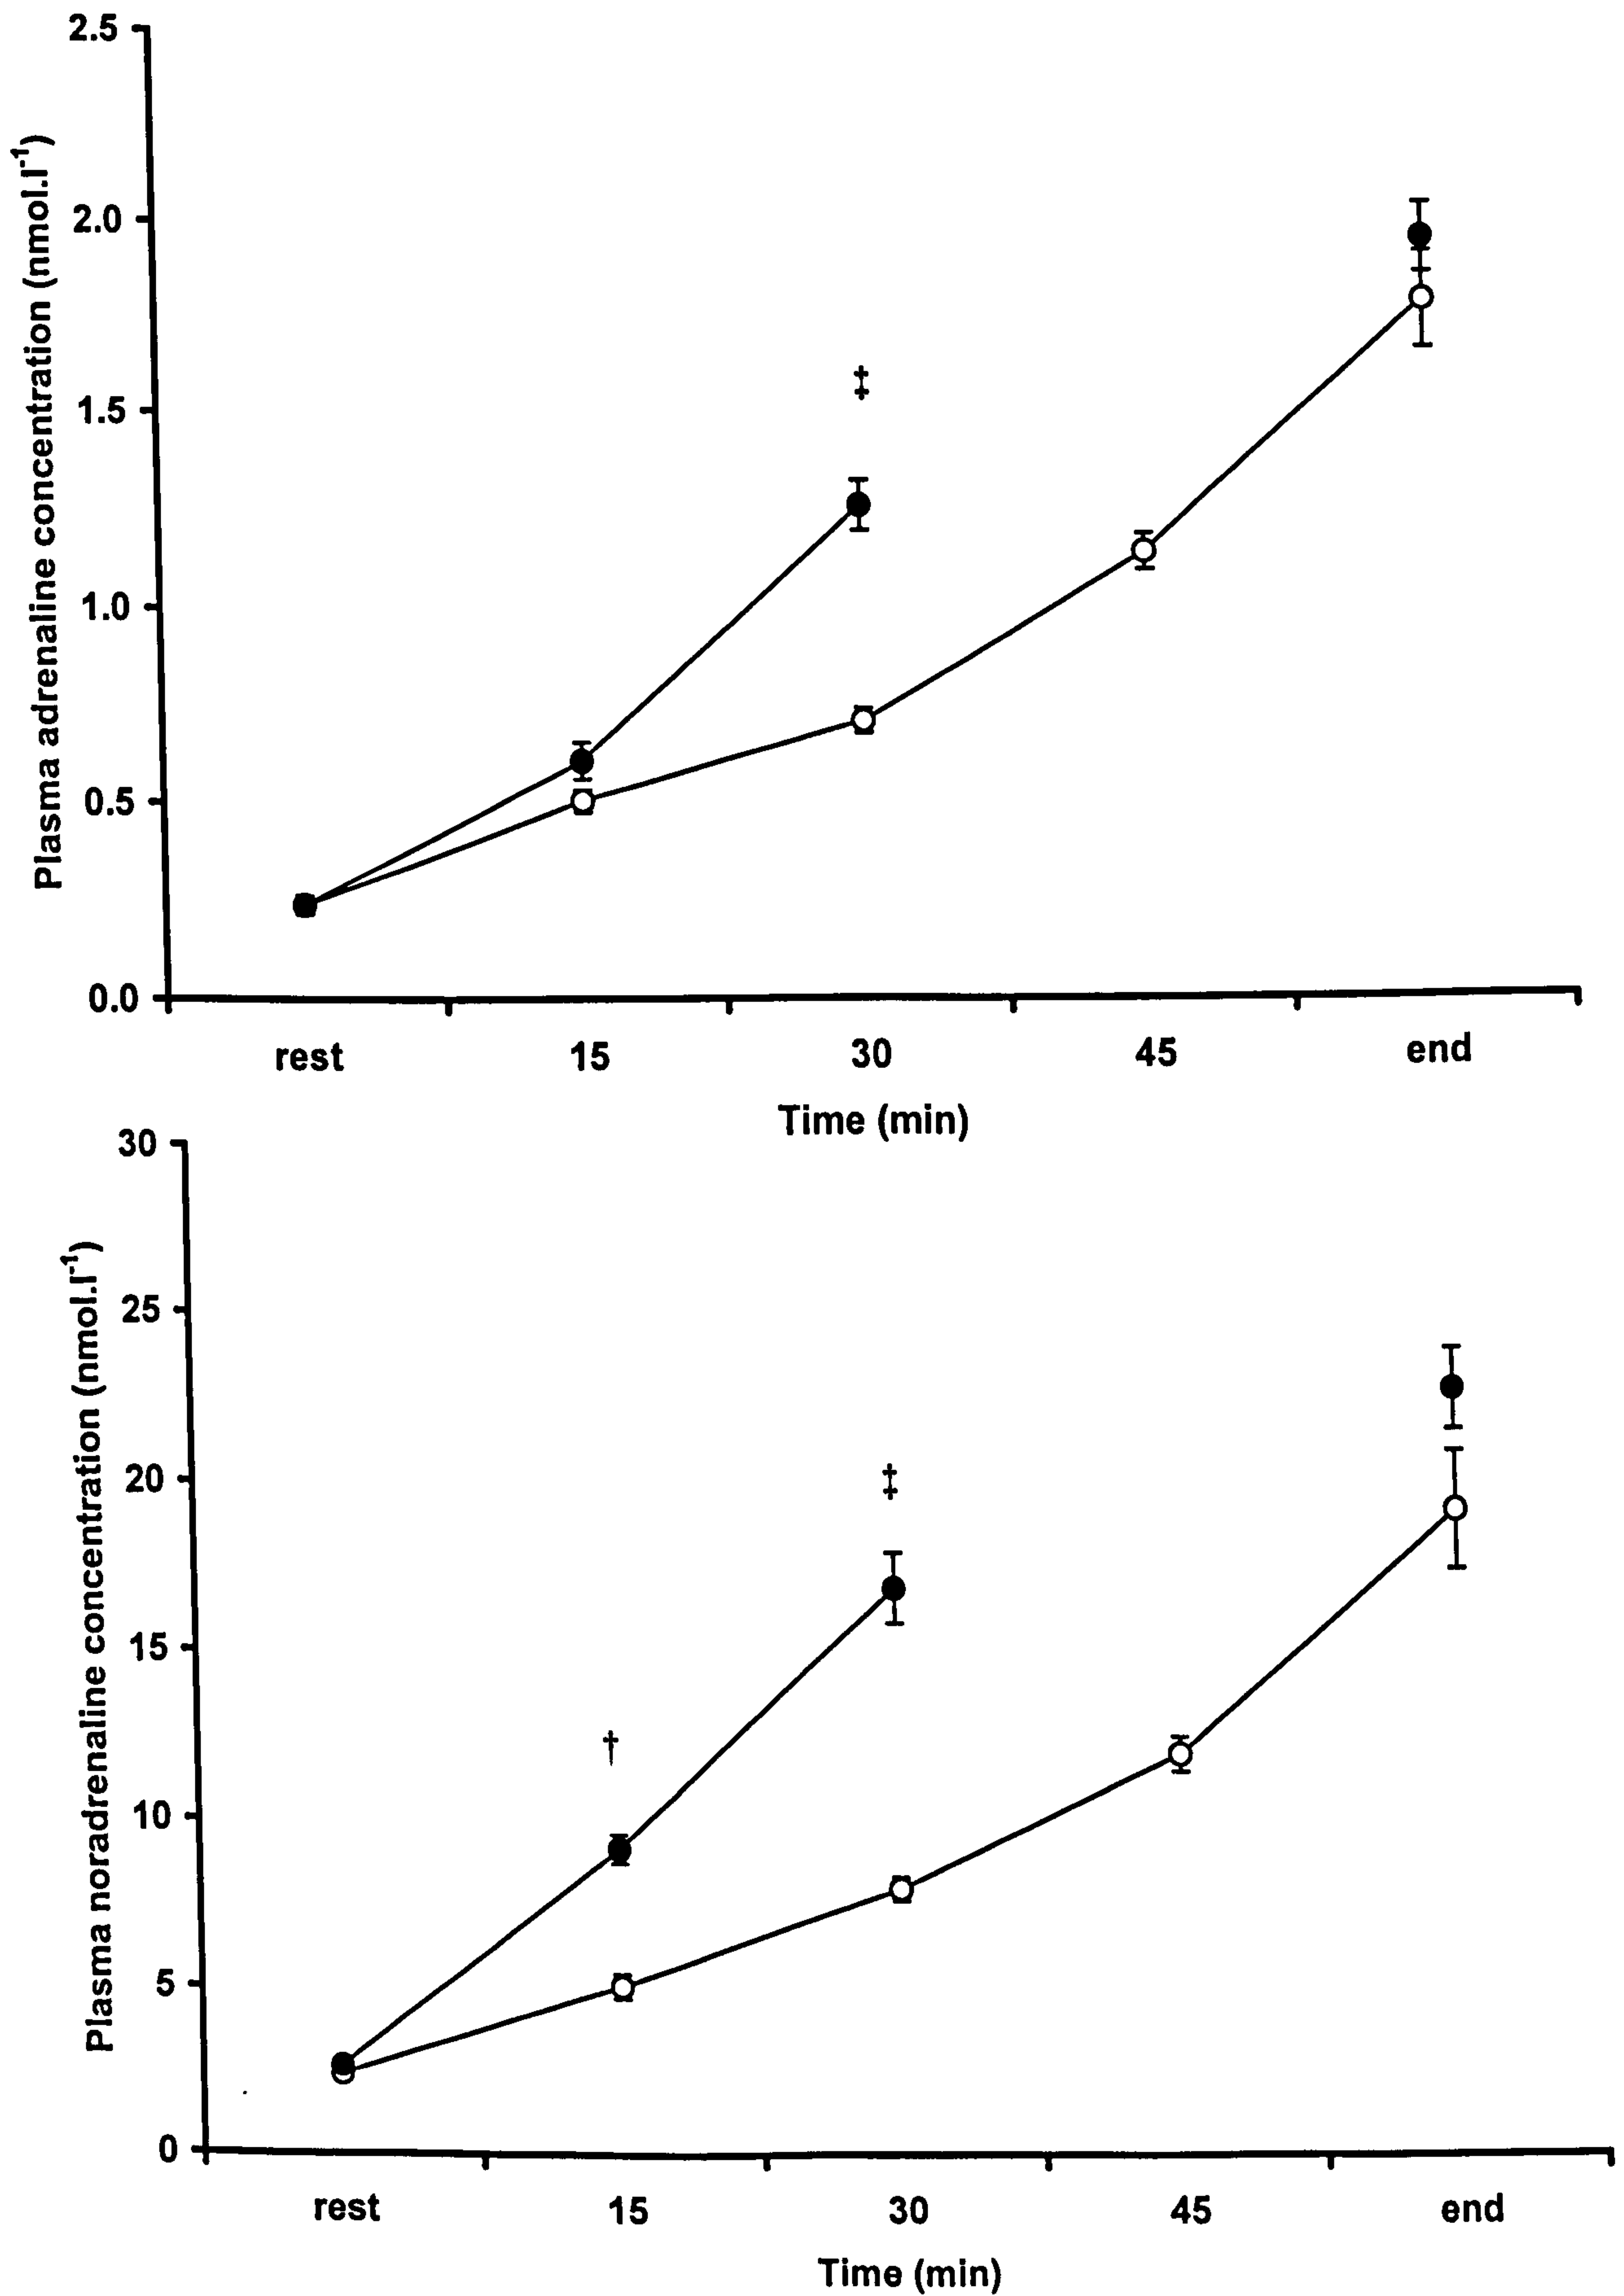 2.5
2.0
1.5
1.0
0.5
0.0
Plasma adrenaline concentration (nmol.l⁻¹)
‡
rest 15 30 45 end
Time (min)
30
25
20
15
10
5
0
Plasma noradrenaline concentration (nmol.l⁻¹)
‡
†
rest 15 30 45 end
Time (min)